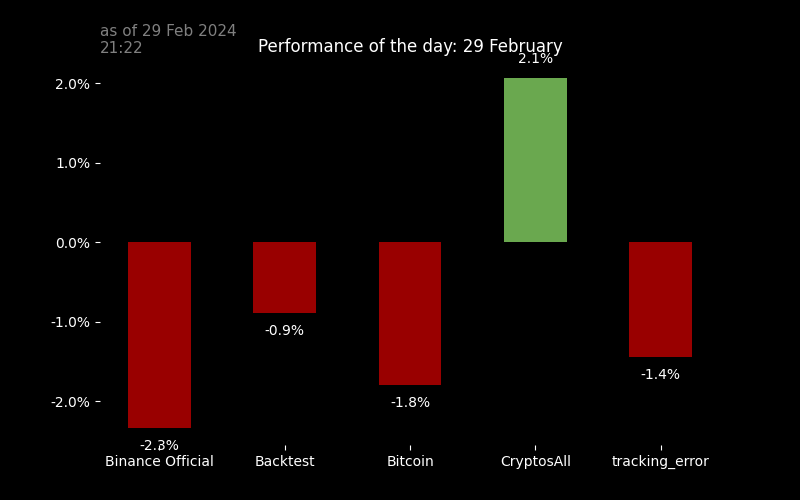 as of 29 Feb 2024
21:22
Performance of the day: 29 February
2.1%
2.0%
1.0%
0.0%
-1.0%
-2.0%
-0.9%
-1.8%
-1.4%
-2.3%
Binance Official
Backtest
Bitcoin
CryptosAll
tracking_error